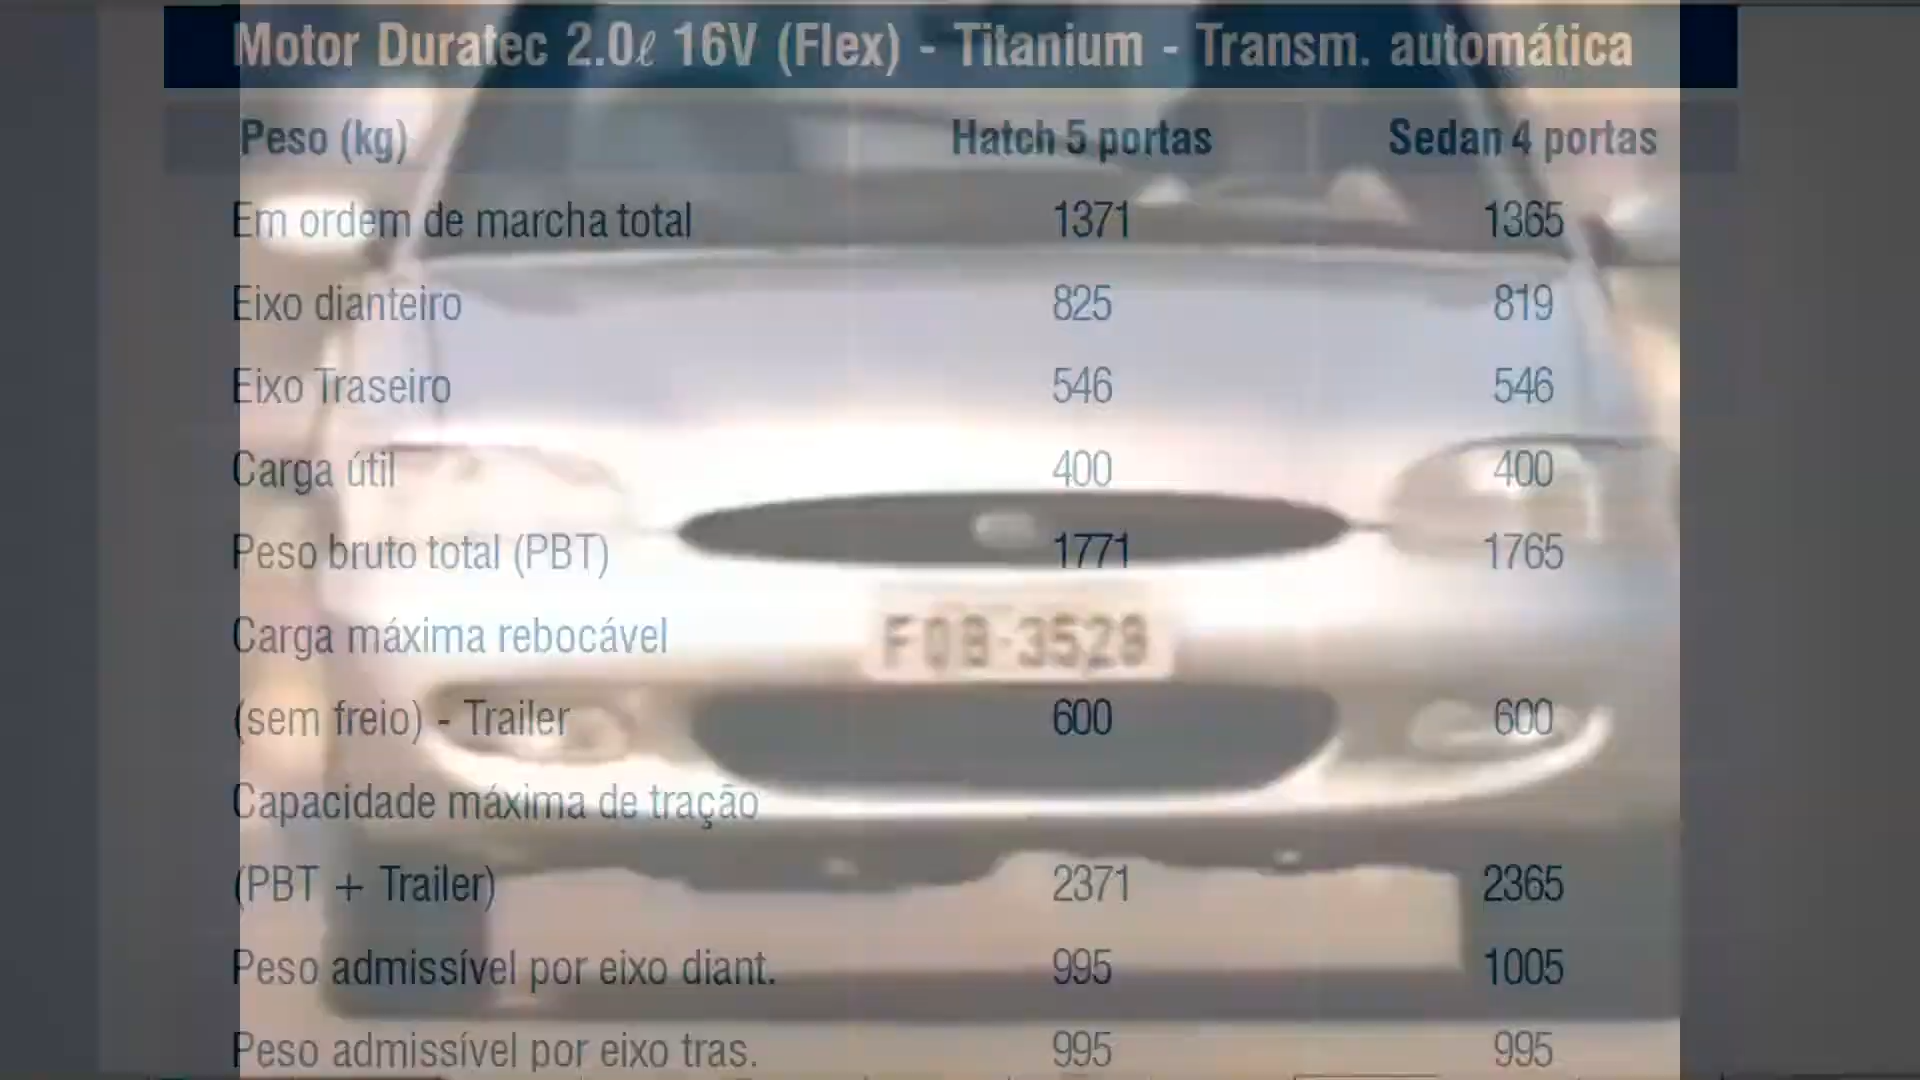 Motor Duratec 2.0ℓ 16V (Flex) - Titanium - Transm. automática
Peso (kg) Hatch 5 portas Sedan 4 portas
Em ordem de marcha total 1371 1365
Eixo dianteiro 825 819
Eixo Traseiro 546 546
Carga útil 400 400
Peso bruto total (PBT) 1771 1765
Carga máxima rebocável
(sem freio) - Trailer 600 600
Capacidade máxima de tração
(PBT + Trailer) 2371 2365
Peso admissível por eixo diant. 995 1005
Peso admissível por eixo tras. 995 995